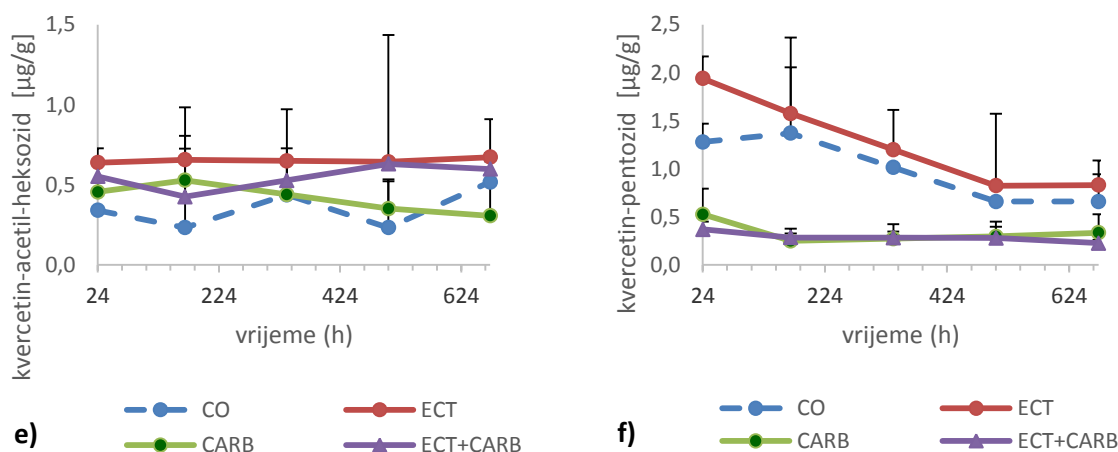 kvercetin-acetil-heksozid [µg/g]
1,5
1,0
0,5
0,0
24 224 424 624
vrijeme (h)
CO ECT
CARB ECT+CARB
e)
kvercetin-pentozid [µg/g]
2,5
2,0
1,5
1,0
0,5
0,0
24 224 424 624
vrijeme (h)
CO ECT
CARB ECT+CARB
f)